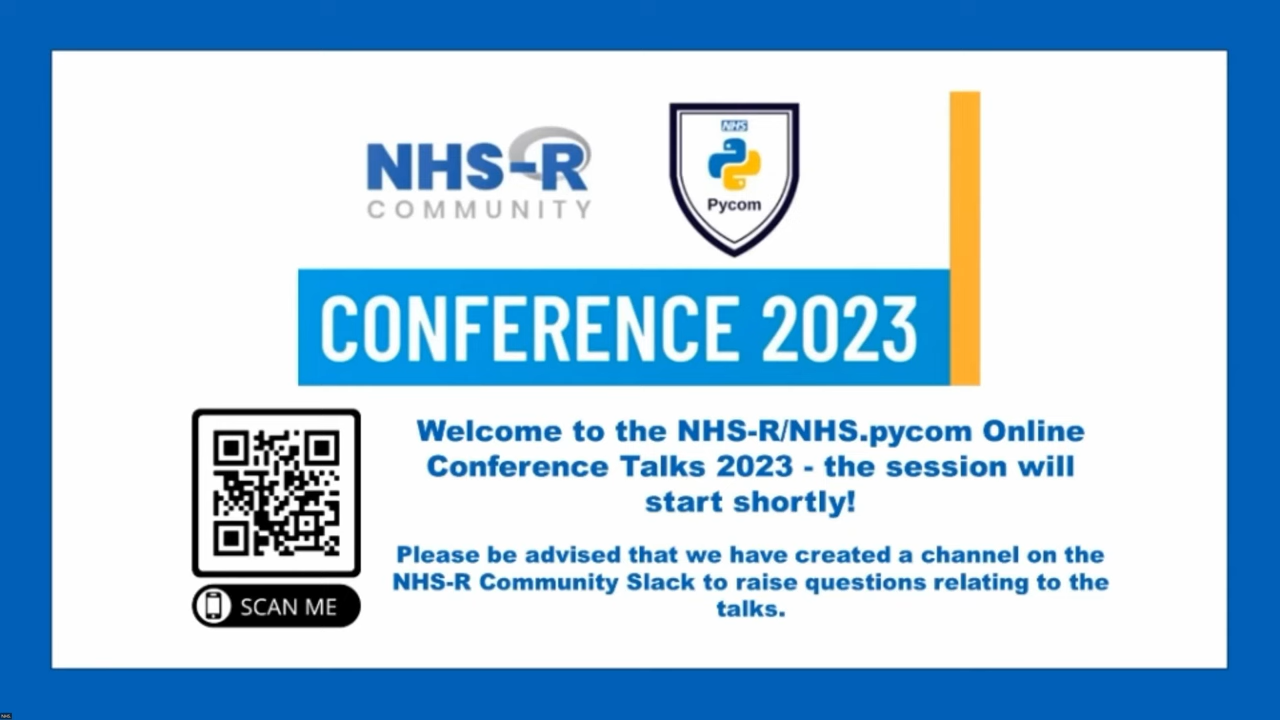 NHS-R
COMMUNITY
NHS
Pycom
CONFERENCE 2023
Welcome to the NHS-R/NHS.pycom Online
Conference Talks 2023 - the session will
start shortly!
Please be advised that we have created a channel on the
NHS-R Community Slack to raise questions relating to the
talks.
SCAN ME